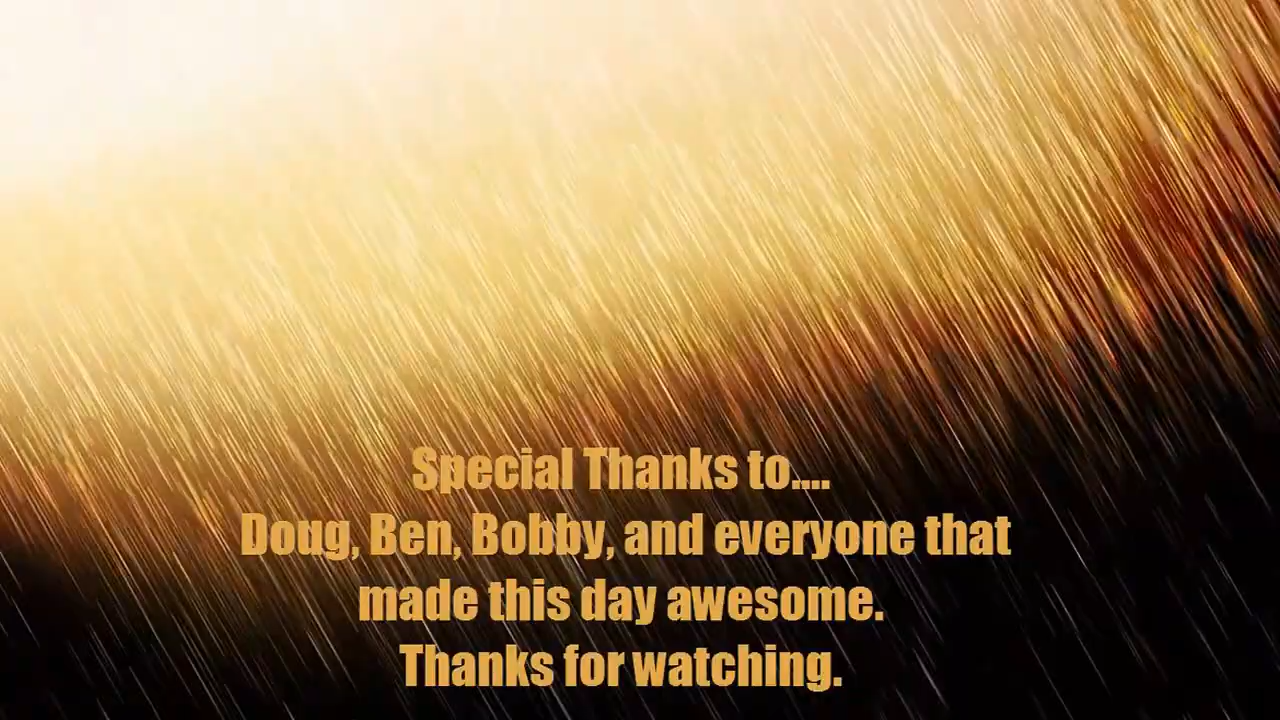 Special Thanks to....
Doug, Ben, Bobby, and everyone that
made this day awesome.
Thanks for watching.